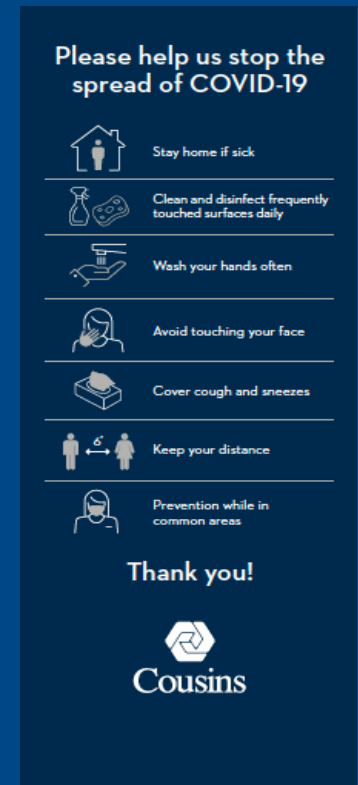 Please help us stop the
spread of COVID-19
Stay home if sick
Clean and disinfect frequently
touched surfaces daily
Wash your hands often
Avoid touching your face
Cover cough and sneezes
6'
Keep your distance
Prevention while in
common areas
Thank you!
Cousins